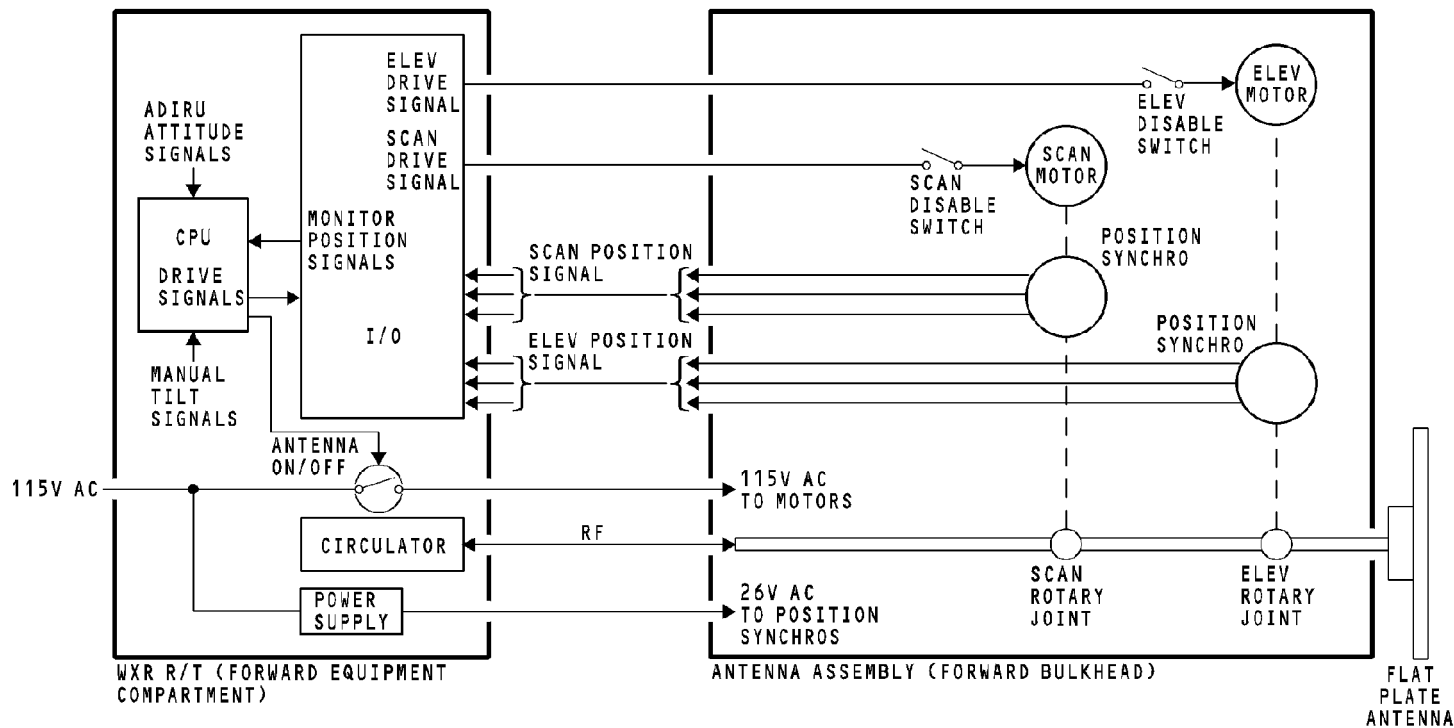 ELEV
DRIVE
SIGNAL
SCAN
DRIVE
SIGNAL
ADIRU
ATTITUDE
SIGNALS
CPU
DRIVE
SIGNALS
MONITOR
POSITION
SIGNALS
I/O
MANUAL
TILT
SIGNALS
ANTENNA
ON/OFF
115V AC
CIRCULATOR
POWER
SUPPLY
WXR R/T (FORWARD EQUIPMENT
COMPARTMENT)
SCAN POSITION
SIGNAL
ELEV POSITION
SIGNAL
RF
ELEV
MOTOR
ELEV
DISABLE
SWITCH
SCAN
MOTOR
SCAN
DISABLE
SWITCH
POSITION
SYNCHRO
POSITION
SYNCHRO
115V AC
TO MOTORS
26V AC
TO POSITION
SYNCHROS
SCAN
ROTARY
JOINT
ELEV
ROTARY
JOINT
ANTENNA ASSEMBLY (FORWARD BULKHEAD)
FLAT
PLATE
ANTENNA